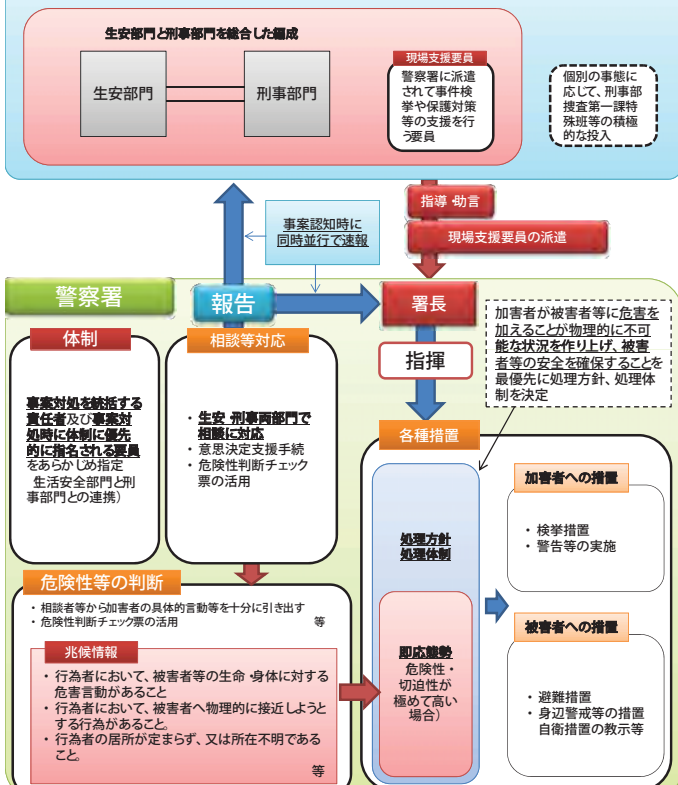 生安部門と刑事部門を総合した編成
生安部門
刑事部門
現場支援要員
警察署に派遣
されて事件検
挙や保護対策
等の支援を行
う要員
個別の事態に
応じて、刑事部
捜査第一課特
殊班等の積極
的な投入
指導・助言
現場支援要員の派遣
事案認知時に
同時並行で速報
警察署
報告
署長
指揮
体制
事案対処を統括する
責任者及び事案対
処時に体制に優先
的に指名される要員
をあらかじめ指定
生活安全部門と刑
事部門との連携）
相談等対応
・ 生安・刑事両部門で
相談に対応
・ 意思決定支援手続
・ 危険性判断チェック
票の活用
加害者が被害者等に危害を
加えることが物理的に不可
能な状況を作り上げ、被害
者等の安全を確保することを
最優先に処理方針、処理体
制を決定
各種措置
処理方針
処理体制
即応態勢
危険性・
切迫性が
極めて高い
場合）
加害者への措置
・ 検挙措置
・ 警告等の実施
被害者への措置
・ 避難措置
・ 身辺警戒等の措置
自衛措置の教示等
危険性等の判断
・ 相談者等から加害者の具体的言動等を十分に引き出す
・ 危険性判断チェック票の活用 等
兆候情報
・ 行為者において、被害者等の生命・身体に対する
危害言動があること
・ 行為者において、被害者へ物理的に接近しようと
する行為があること。
・ 行為者の居所が定まらず、又は所在不明である
こと。
等